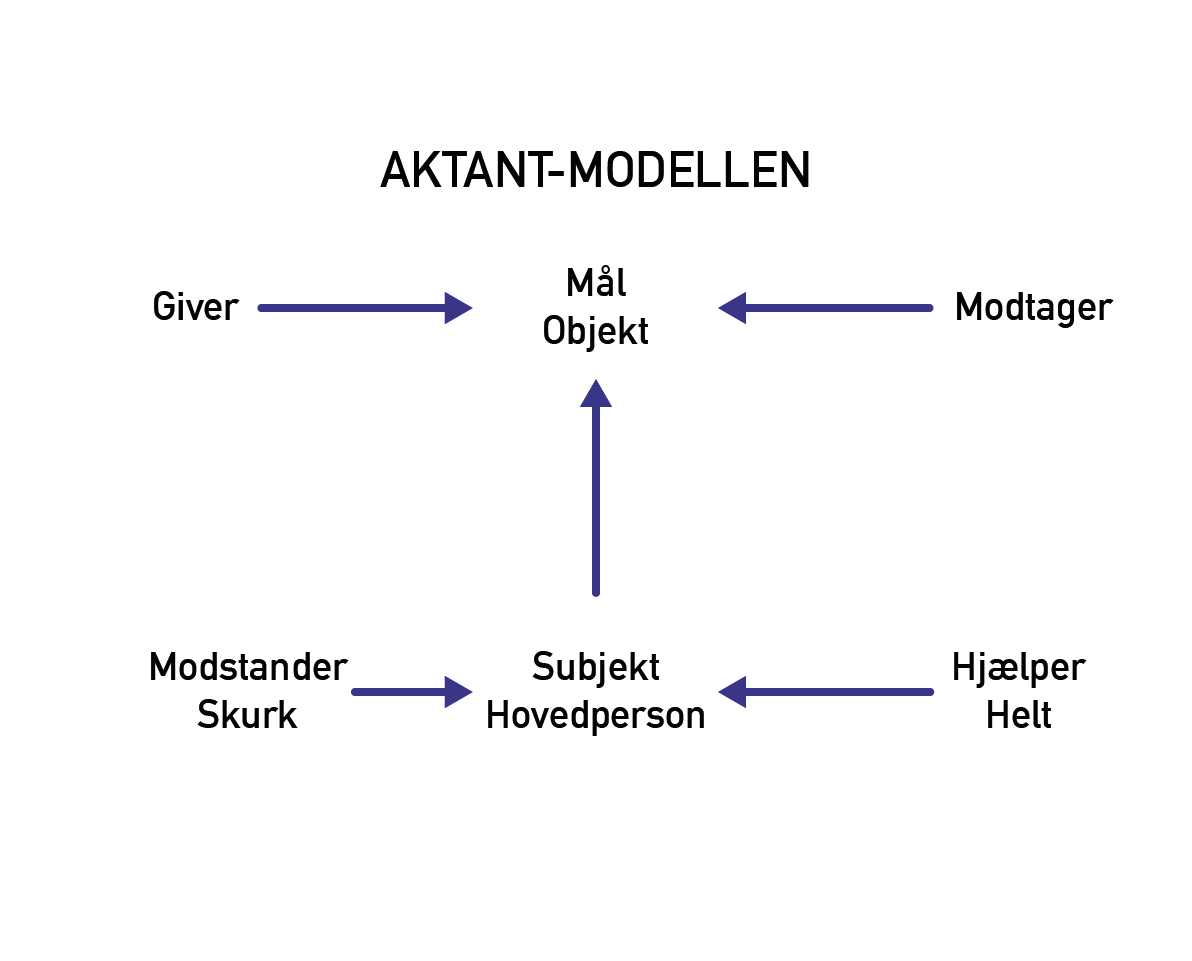 AKTANT-MODELLEN
Giver
Mål
Objekt
Modtager
Modstander
Skurk
Subjekt
Hovedperson
Hjælper
Helt